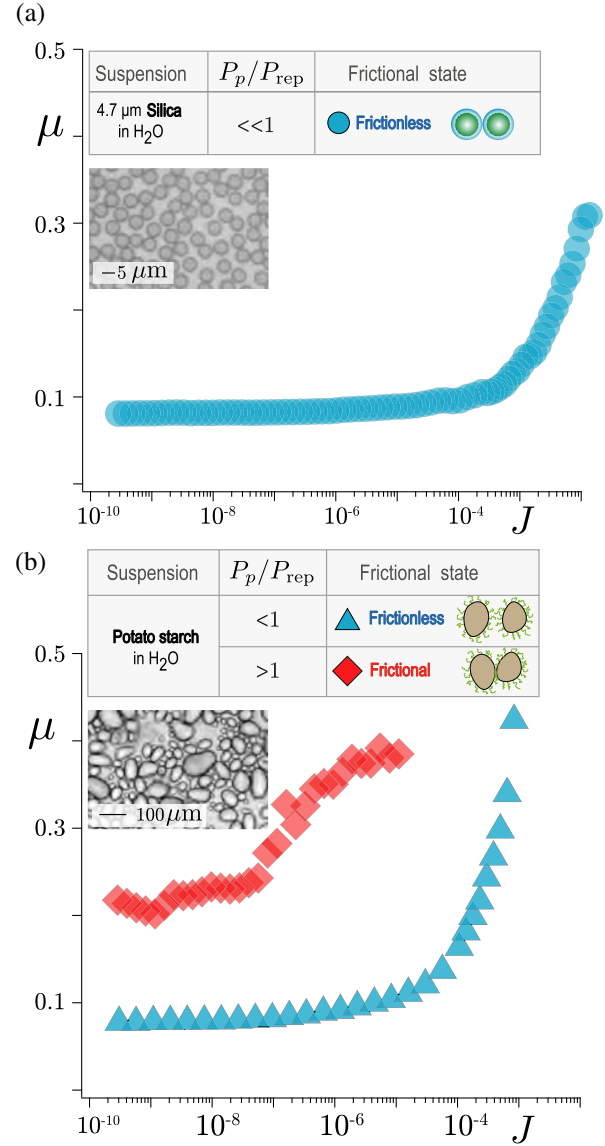 (a)
0.5
Suspension P_p/P_rep Frictional state
4.7 µm Silica in H₂O <<1 Frictionless
μ
0.3
−5 μm
0.1
10⁻¹⁰ 10⁻⁸ 10⁻⁶ 10⁻⁴ J
(b)
Suspension P_p/P_rep Frictional state
Potato starch in H₂O <1 Frictionless
>1 Frictional
0.5
μ
— 100μm
0.3
0.1
10⁻¹⁰ 10⁻⁸ 10⁻⁶ 10⁻⁴ J